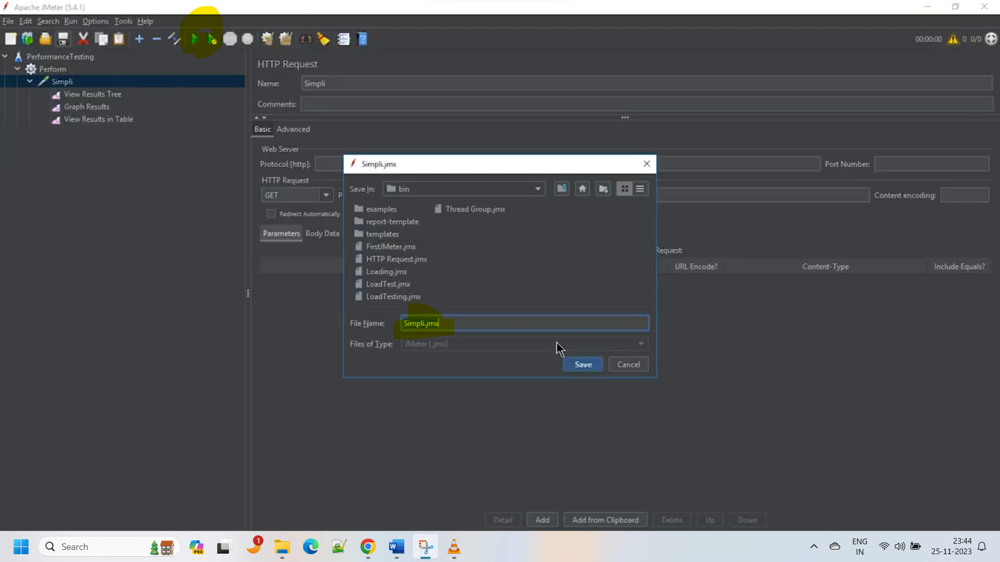 Apache JMeter (5.4.1)
File Edit Search Run Options Tools Help
00:00:00 0 0/0
PerformanceTesting
Perform
Simpli
View Results Tree
Graph Results
View Results in Table
HTTP Request
Name: Simpli
Comments:
Basic Advanced
Web Server
Protocol [http]: Port Number:
HTTP Request
GET P Content encoding:
Redirect Automatically
Parameters Body Data
Request:
URL Encode? Content-Type Include Equals?
Simpli.jmx
Save In: bin
examples Thread Group.jmx
report-template
templates
FirstJMeter.jmx
HTTP Request.jmx
Loading.jmx
LoadTest.jmx
LoadTesting.jmx
File Name: Simpli.jmx
Files of Type: JMeter [.jmx]
Save Cancel
Detail Add Add from Clipboard Delete Up Down
Search PRE 1 W
ENG 23:44
IN 25-11-2023